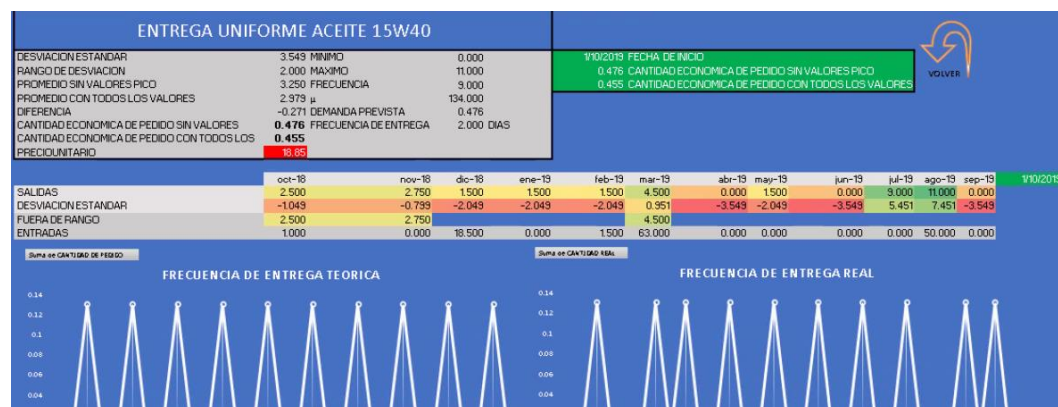 ENTREGA UNIFORME ACEITE 15W40
DESVIACION ESTANDAR 3.549 MINIMO 0.000
RANGO DE DESVIACION 2.000 MAXIMO 11.000
PROMEDIO SIN VALORES PICO 3.250 FRECUENCIA 9.000
PROMEDIO CON TODOS LOS VALORES 2.979 µ 134.000
DIFERENCIA -0.271 DEMANDA PREVISTA 0.476
CANTIDAD ECONOMICA DE PEDIDO SIN VALORES 0.476 FRECUENCIA DE ENTREGA 2.000 DIAS
CANTIDAD ECONOMICA DE PEDIDO CON TODOS LOS 0.455
PRECIOUNITARIO 18.85
1/10/2019 FECHA DE INICIO
0.476 CANTIDAD ECONOMICA DE PEDIDO SIN VALORES PICO
0.455 CANTIDAD ECONOMICA DE PEDIDO CON TODOS LOS VALORES
VOLVER
oct-18 nov-18 dic-18 ene-19 feb-19 mar-19 abr-19 may-19 jun-19 jul-19 ago-19 sep-19 1/10/2019
SALIDAS 2.500 2.750 1.500 1.500 1.500 4.500 0.000 1.500 0.000 9.000 11.000 0.000
DESVIACION ESTANDAR -1.049 -0.799 -2.049 -2.049 -2.049 0.951 -3.549 -2.049 -3.549 5.451 7.451 -3.549
FUERA DE RANGO 2.500 2.750 4.500
ENTRADAS 1.000 0.000 18.500 0.000 1.500 63.000 0.000 0.000 0.000 0.000 50.000 0.000
Suma de CANTIDAD DE PEDIDO
FRECUENCIA DE ENTREGA TEORICA
0.14
0.12
0.1
0.08
0.06
0.04
Suma de CANTIDAD REAL
FRECUENCIA DE ENTREGA REAL
0.14
0.12
0.1
0.08
0.06
0.04